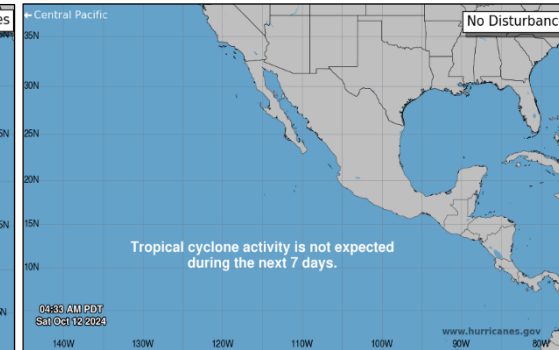 es
← Central Pacific
No Disturbanc
35N
30N
25N
20N
15N
10N
5N
Tropical cyclone activity is not expected
during the next 7 days.
04:33 AM PDT
Sat Oct 12 2024
www.hurricanes.gov
140W 130W 120W 110W 100W 90W 80W